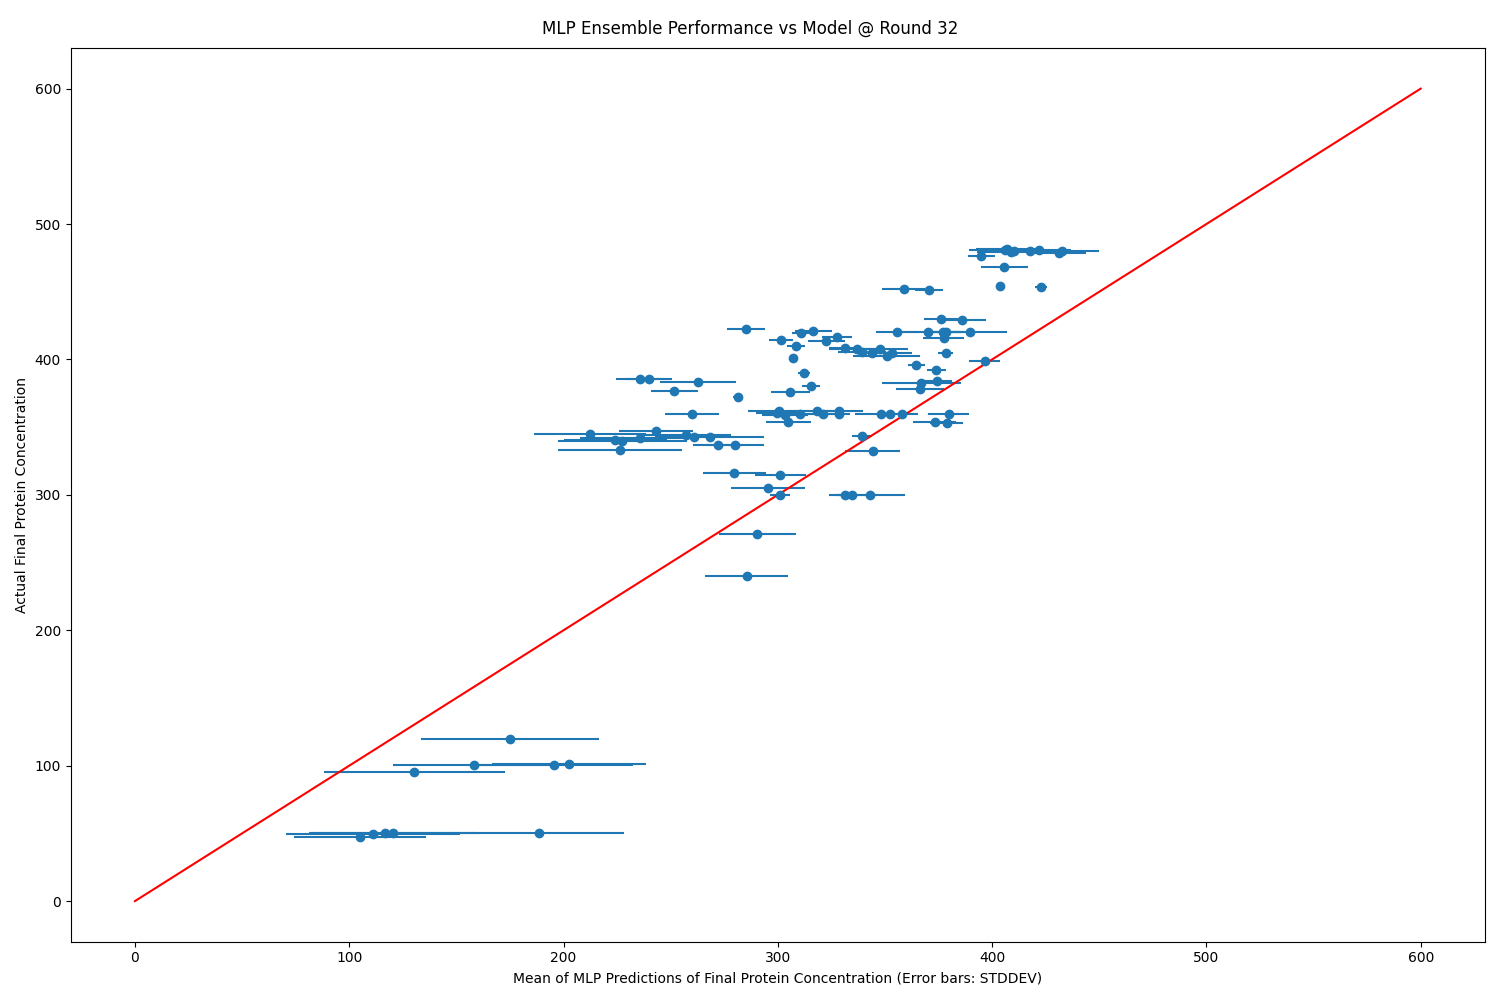 MLP Ensemble Performance vs Model @ Round 32
600
500
400
300
200
100
0
Actual Final Protein Concentration
0 100 200 300 400 500 600
Mean of MLP Predictions of Final Protein Concentration (Error bars: STDDEV)